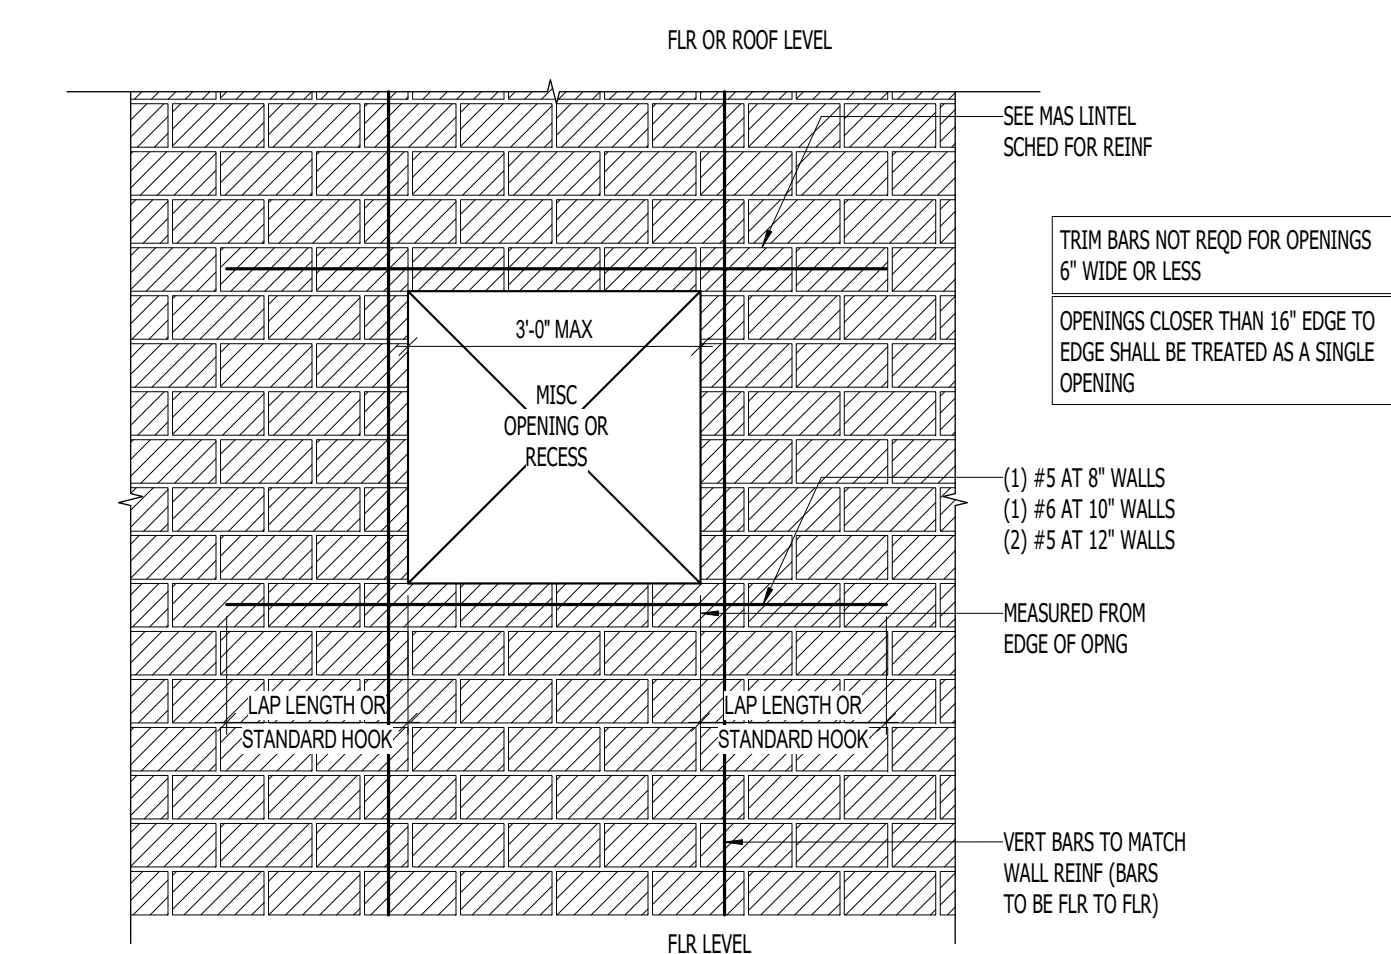 FLR OR ROOF LEVEL
SEE MAS LINTEL
SCHED FOR REINF
TRIM BARS NOT REQD FOR OPENINGS
6" WIDE OR LESS
OPENINGS CLOSER THAN 16" EDGE TO
EDGE SHALL BE TREATED AS A SINGLE
OPENING
3'-0" MAX
MISC
OPENING OR
RECESS
(1) #5 AT 8" WALLS
(1) #6 AT 10" WALLS
(2) #5 AT 12" WALLS
MEASURED FROM
EDGE OF OPNG
LAP LENGTH OR
STANDARD HOOK
LAP LENGTH OR
STANDARD HOOK
VERT BARS TO MATCH
WALL REINF (BARS
TO BE FLR TO FLR)
FLR LEVEL